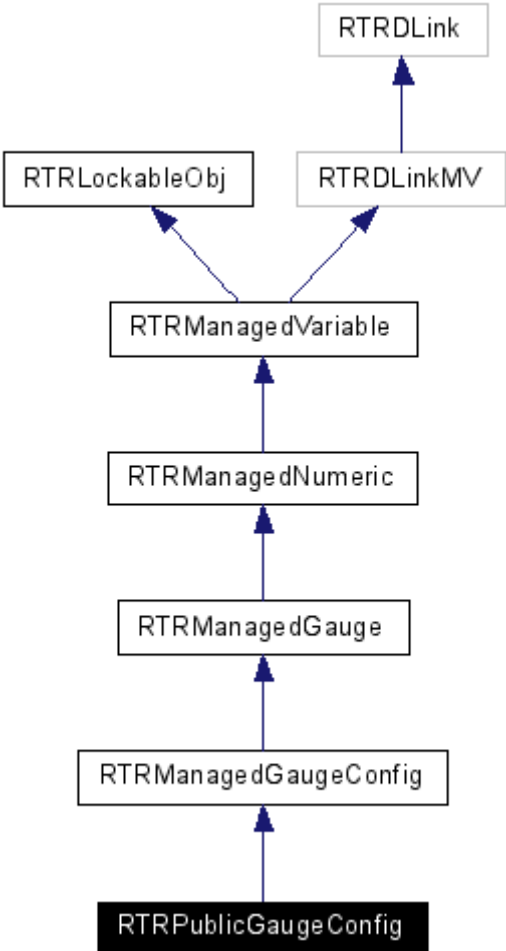 RTRDLink
RTRLockableObj
RTRDLinkMV
RTRManagedVariable
RTRManagedNumeric
RTRManagedGauge
RTRManagedGaugeConfig
RTRPublicGaugeConfig